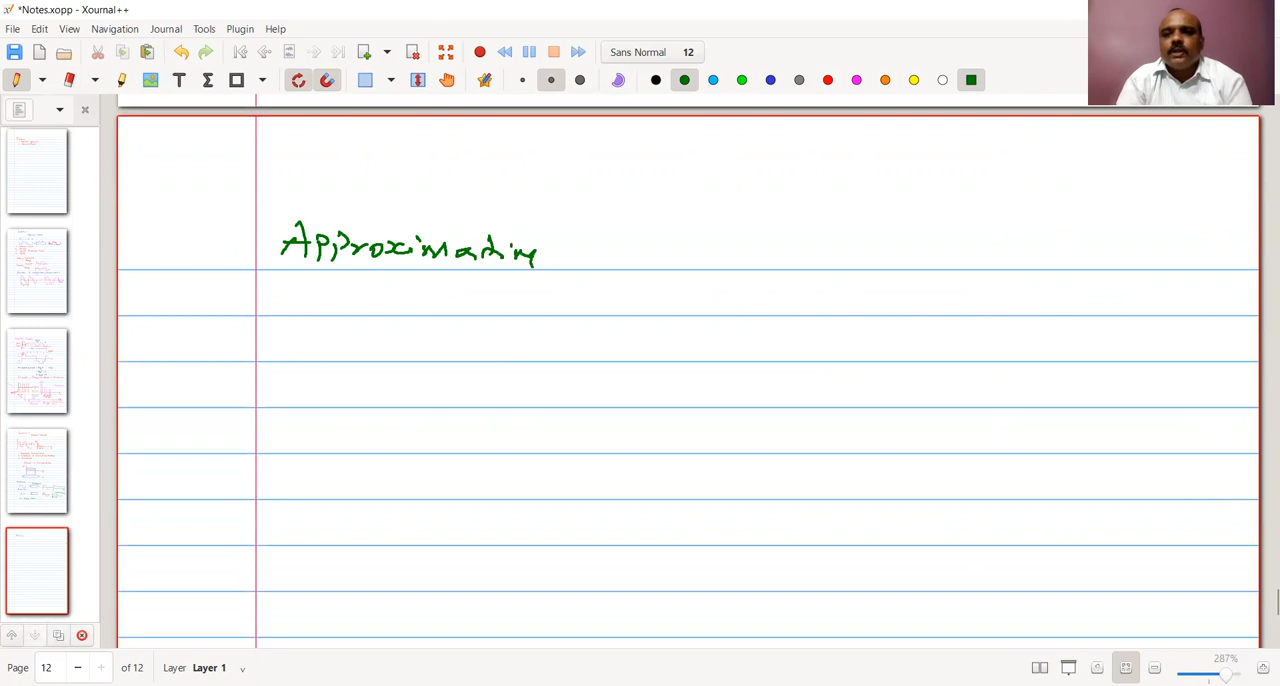 *Notes.xopp - Xournal++
File Edit View Navigation Journal Tools Plugin Help
Sans Normal 12
Approximating
Page 12 of 12 Layer Layer 1
287%